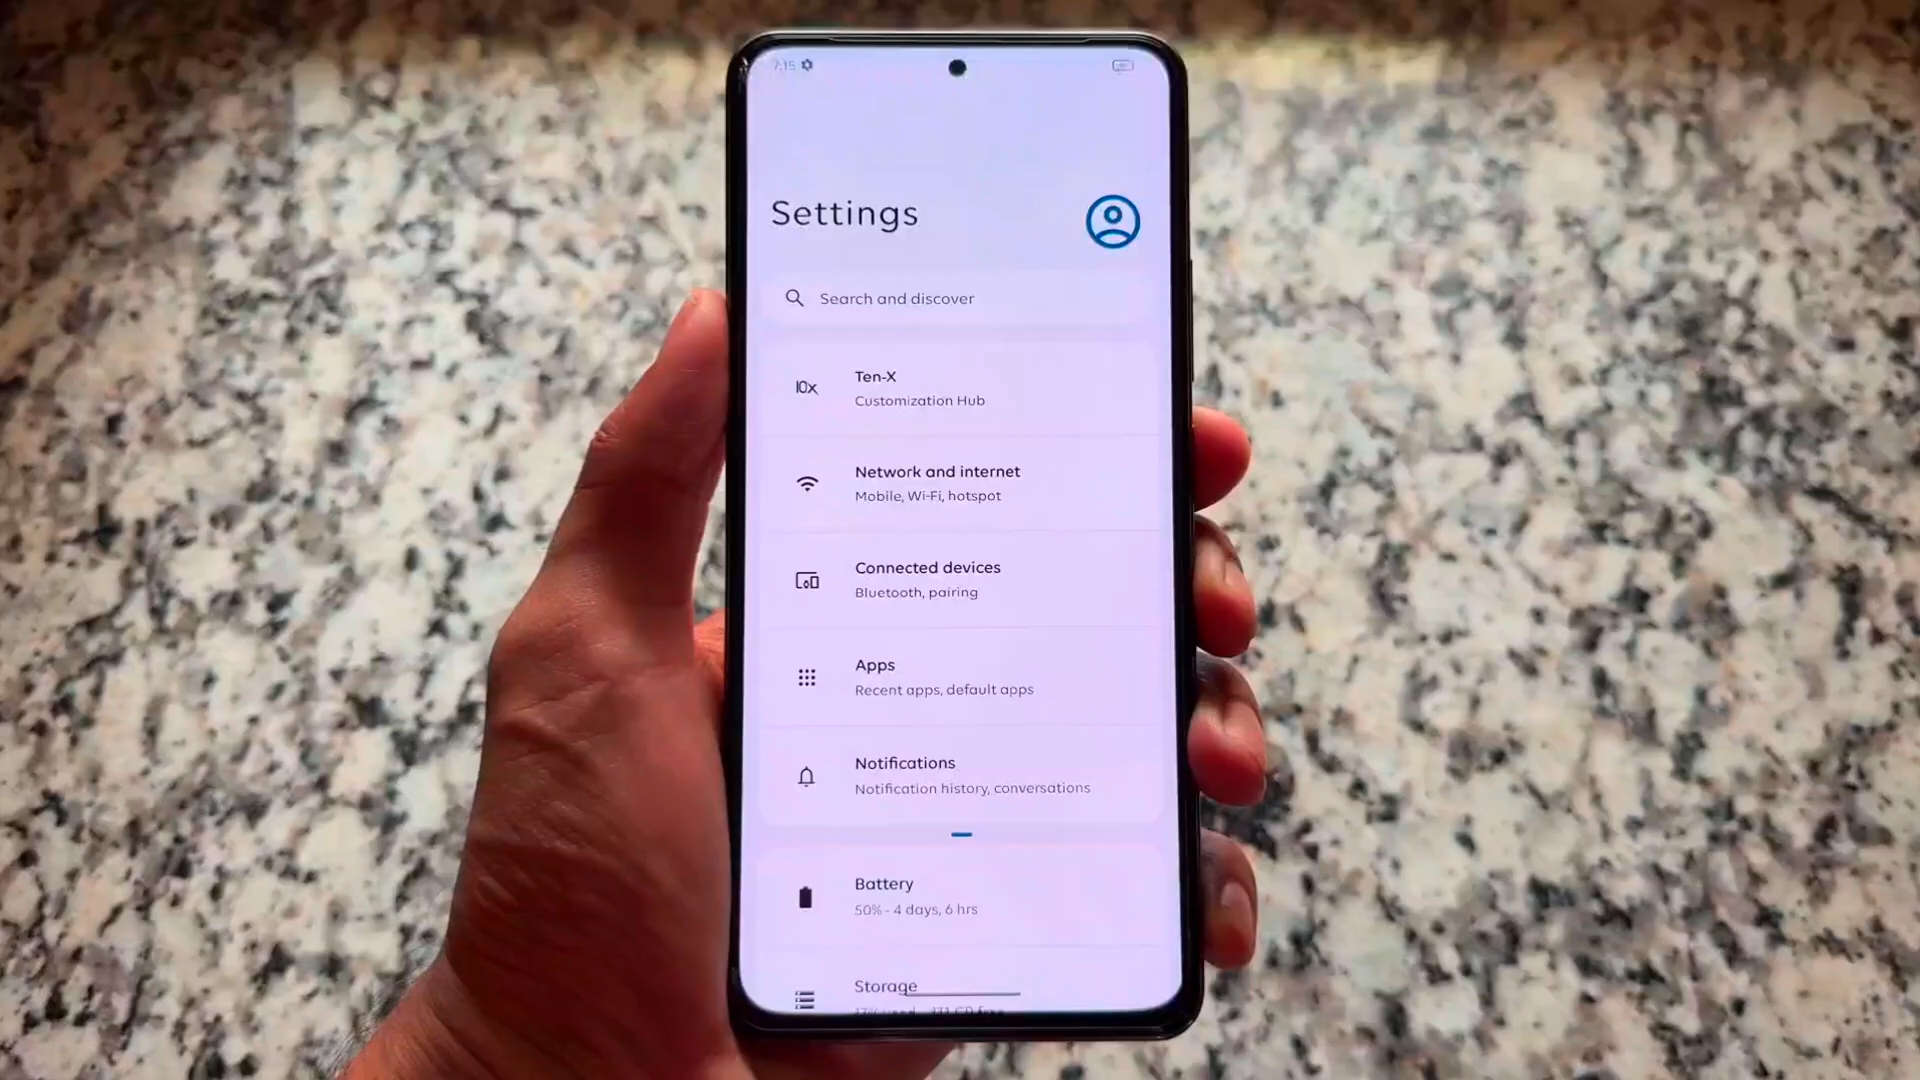 7:15
Settings
Search and discover
10x
Ten-X
Customization Hub
Network and internet
Mobile, Wi-Fi, hotspot
Connected devices
Bluetooth, pairing
Apps
Recent apps, default apps
Notifications
Notification history, conversations
Battery
50% - 4 days, 6 hrs
Storage